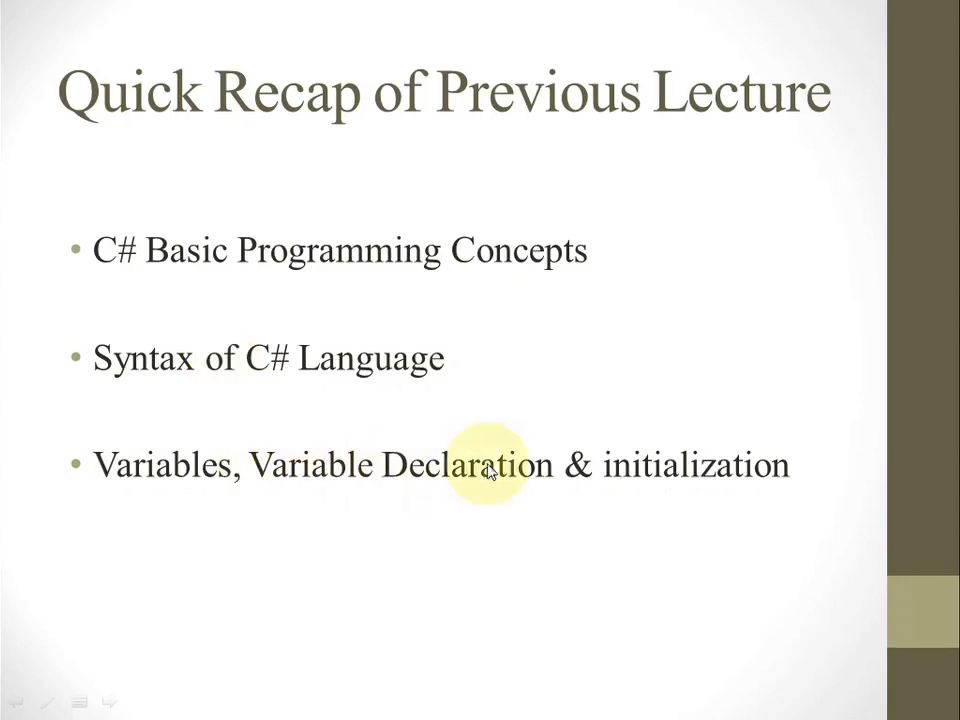 Quick Recap of Previous Lecture
• C# Basic Programming Concepts
• Syntax of C# Language
• Variables, Variable Declaration & initialization